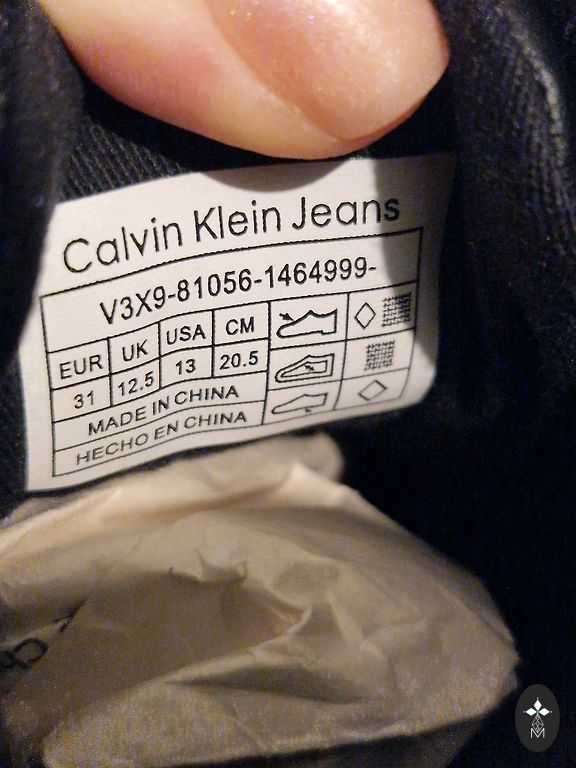 Calvin Klein Jeans
V3X9-81056-1464999-
EUR UK USA CM
31 12.5 13 20.5
MADE IN CHINA
HECHO EN CHINA
M